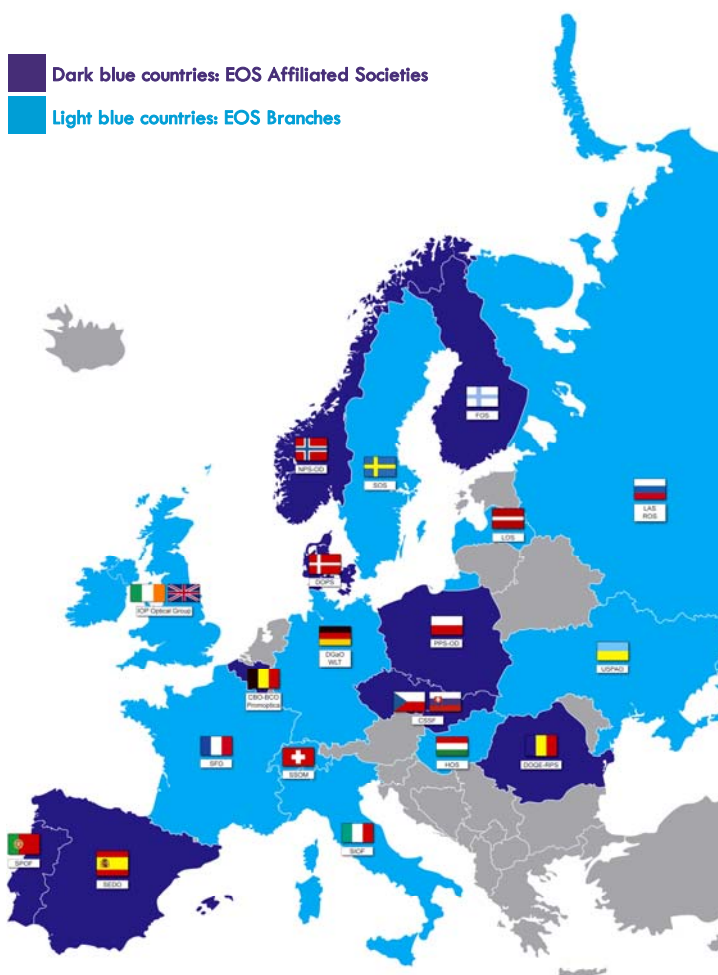 Dark blue countries: EOS Affiliated Societies
Light blue countries: EOS Branches
FOS
NPS-OD
SOS
LAS
ROS
LOS
DOPS
IOP Optical Group
PPS-OD
DGaO
WLT
USPAO
CBO-BCO
Promoptica
CSSF
SFO
SSOM
HOS
DOQE-RPS
SIOF
SPOF
SEDO